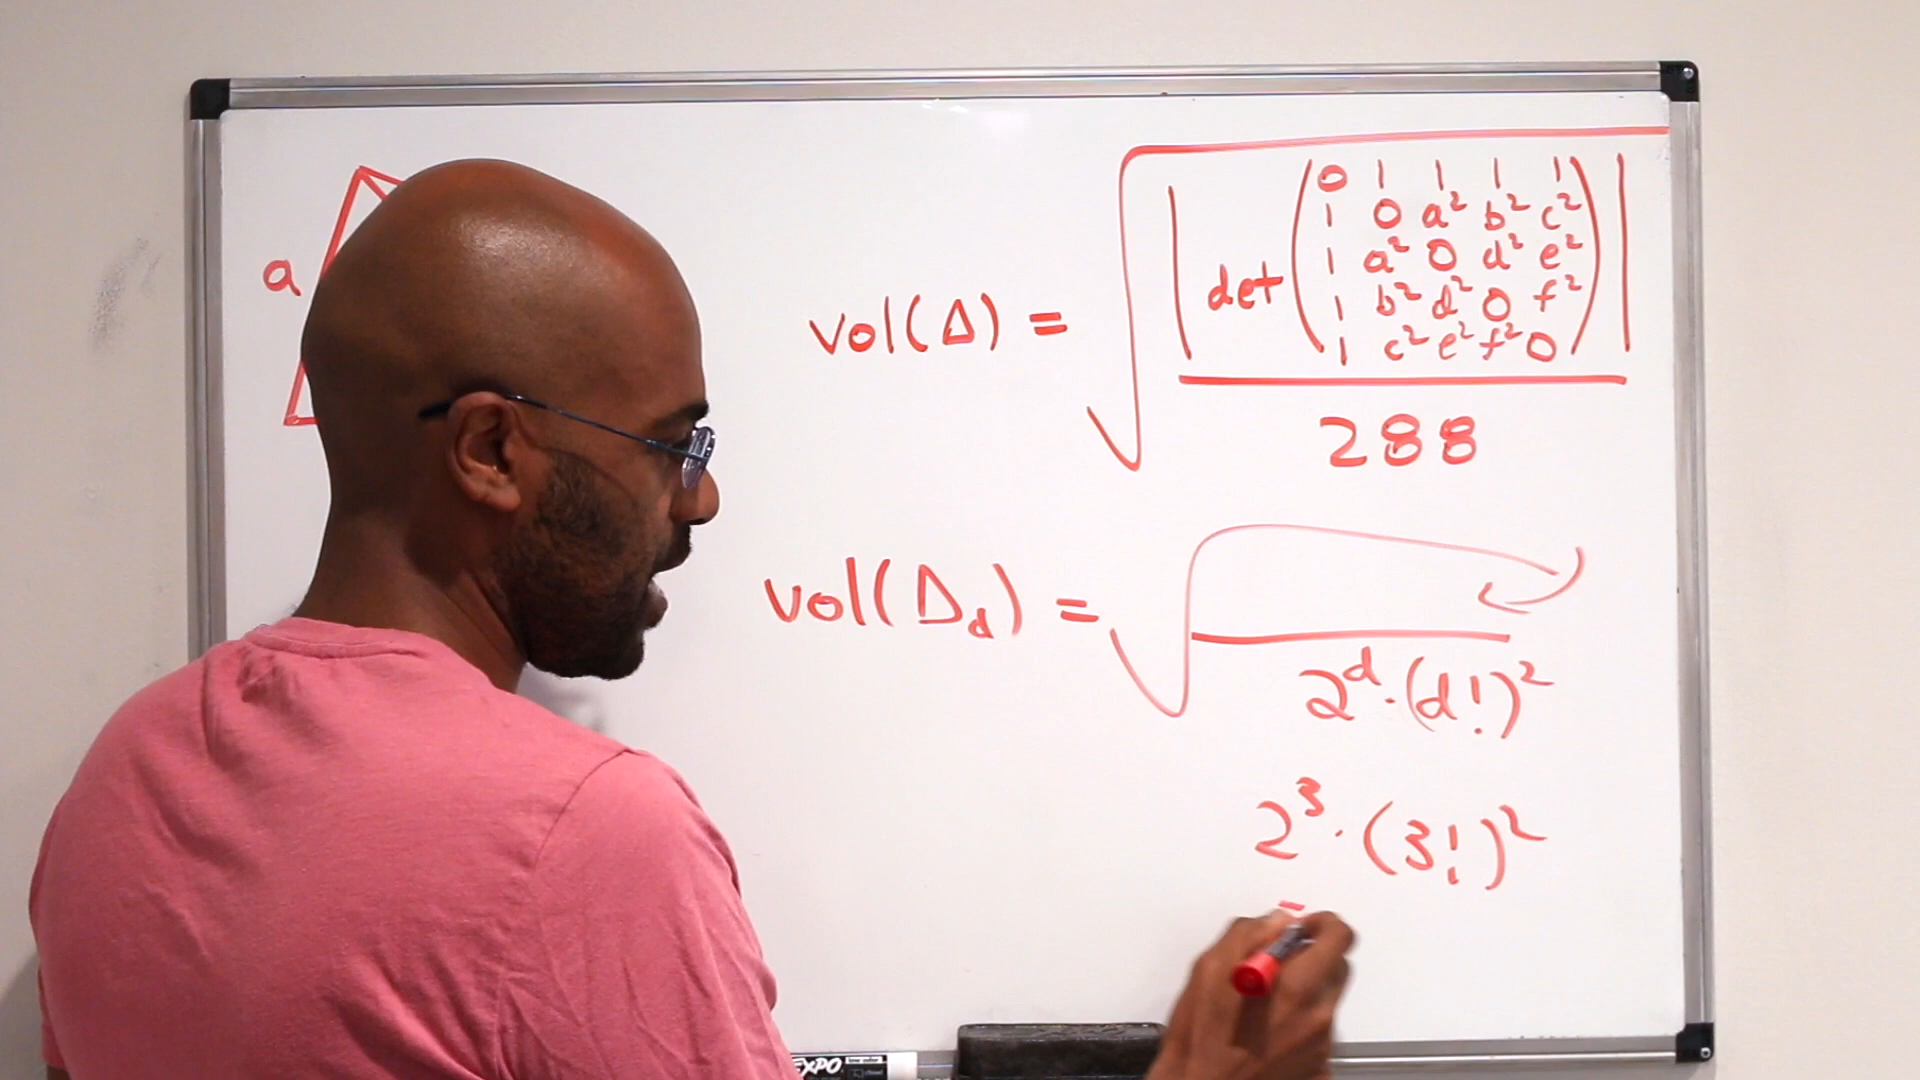 a
vol(Δ) = √ | det ( 0 1 1 1 1
1 0 a² b² c²
1 a² 0 d² e²
1 b² d² 0 f²
1 c² e² f² 0 ) |
288
vol(Δ_d) = √
2^d · (d!)²
2³ · (3!)²
EXPO